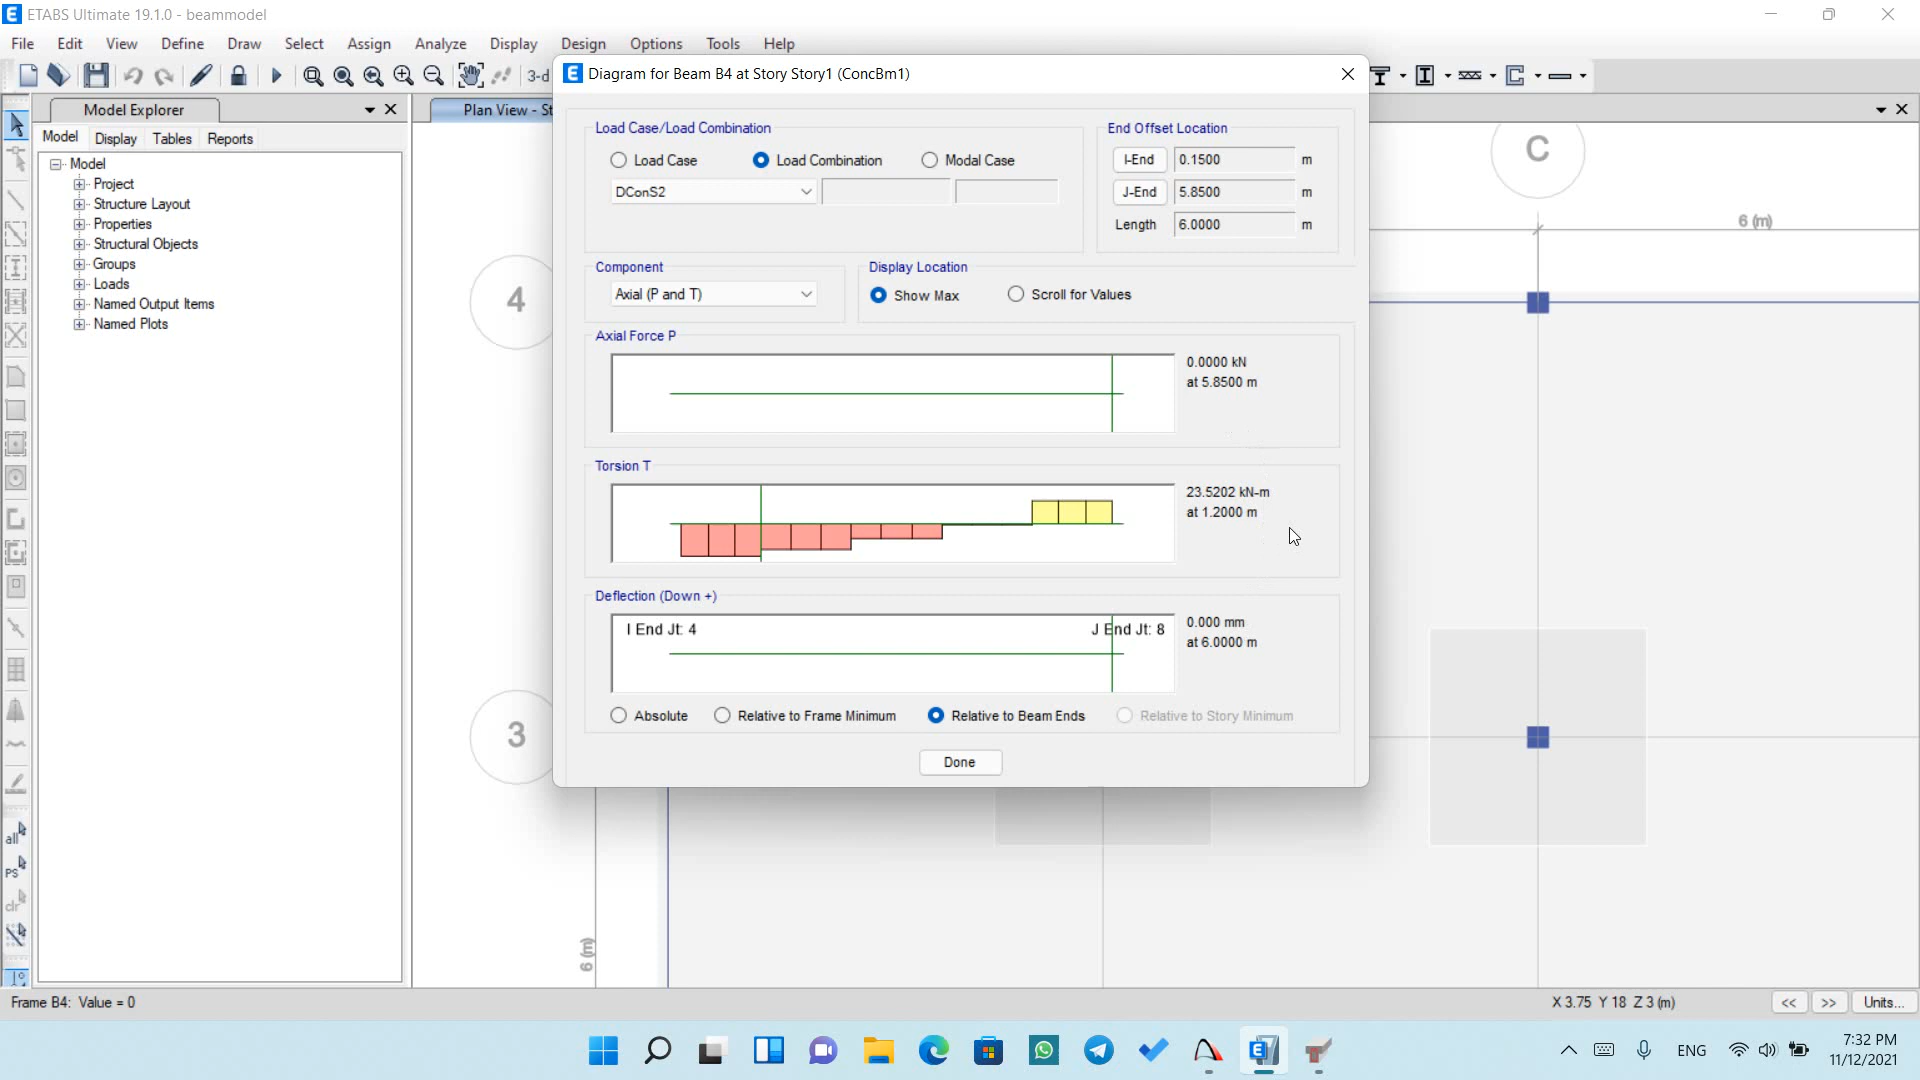 ETABS Ultimate 19.1.0 - beammodel
File Edit View Define Draw Select Assign Analyze Display Design Options Tools Help
3-d
Model Explorer
Plan View - St
Model Display Tables Reports
Model
Project
Structure Layout
Properties
Structural Objects
Groups
Loads
Named Output Items
Named Plots
all
PS
clr
4
3
C
6 (m)
6 (m)
Diagram for Beam B4 at Story Story1 (ConcBm1)
Load Case/Load Combination
Load Case Load Combination Modal Case
DConS2
End Offset Location
I-End 0.1500 m
J-End 5.8500 m
Length 6.0000 m
Component
Axial (P and T)
Display Location
Show Max Scroll for Values
Axial Force P
0.0000 kN
at 5.8500 m
Torsion T
23.5202 kN-m
at 1.2000 m
Deflection (Down +)
I End Jt: 4 J End Jt: 8
0.000 mm
at 6.0000 m
Absolute Relative to Frame Minimum Relative to Beam Ends Relative to Story Minimum
Done
Frame B4: Value = 0
X 3.75 Y 18 Z 3 (m)
<< >> Units...
ENG
7:32 PM
11/12/2021